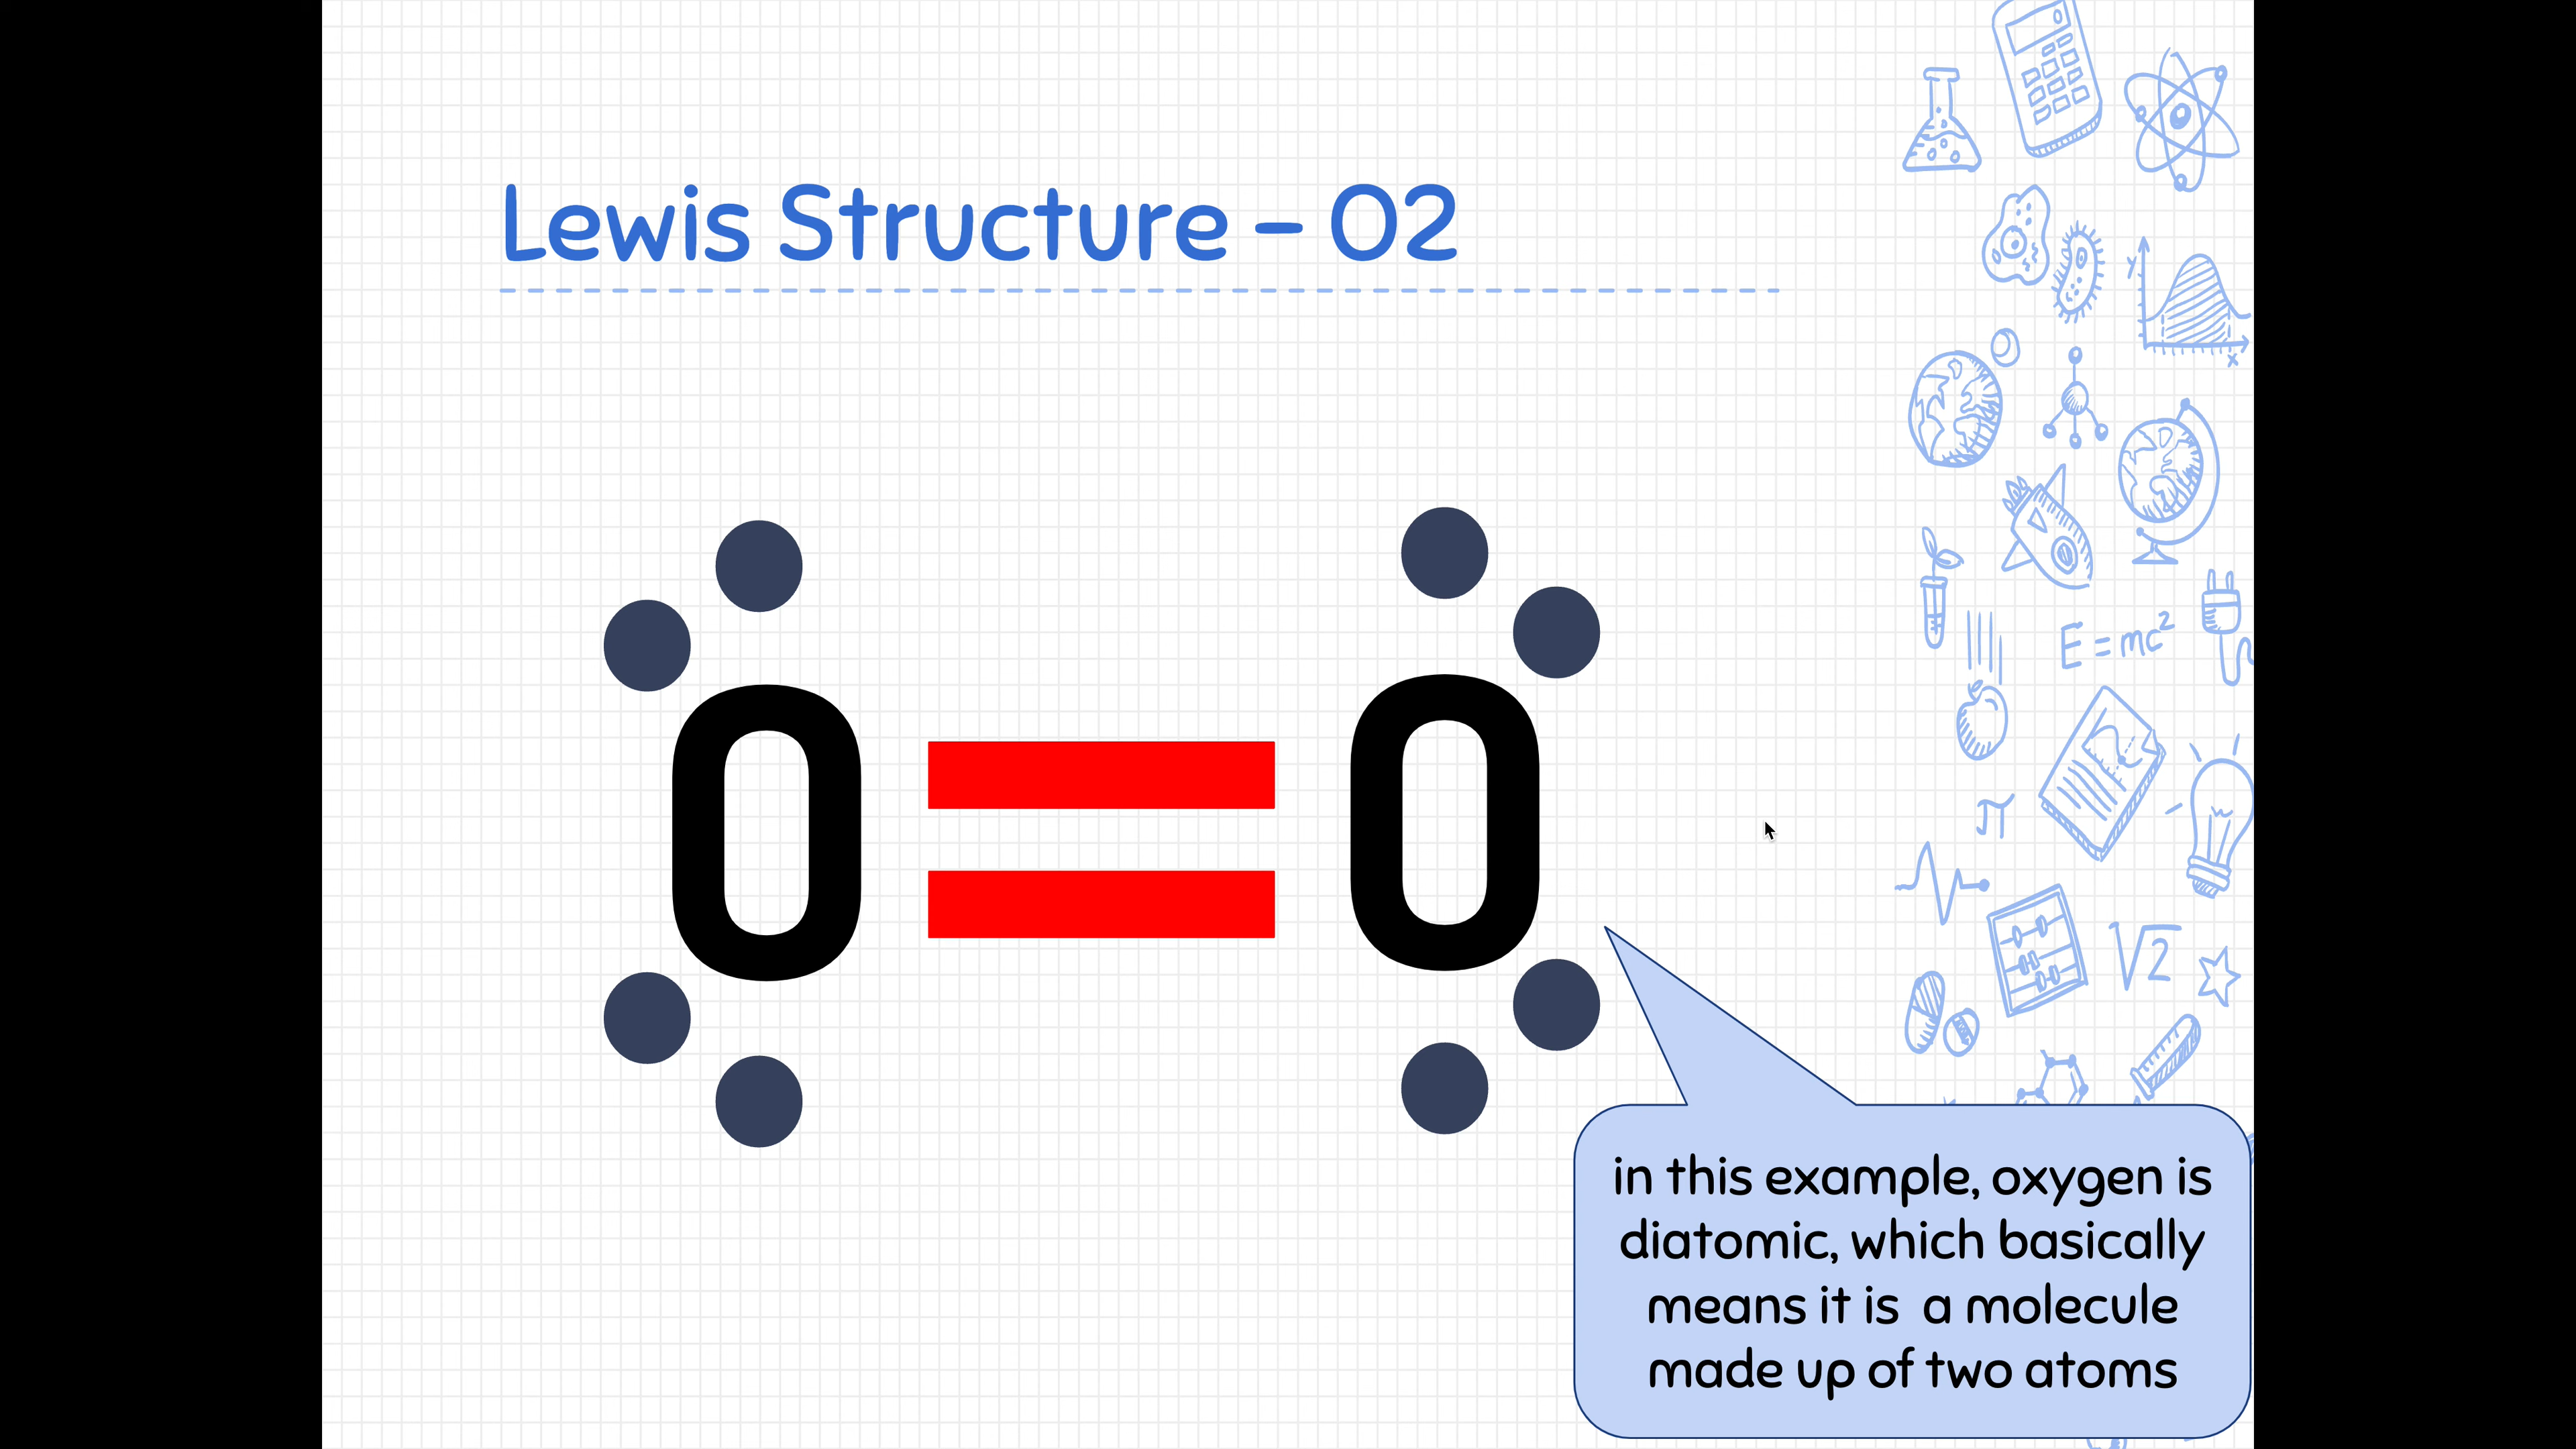 Lewis Structure – O2
O = O
in this example, oxygen is
diatomic, which basically
means it is a molecule
made up of two atoms
y
x
E = mc²
π
√2